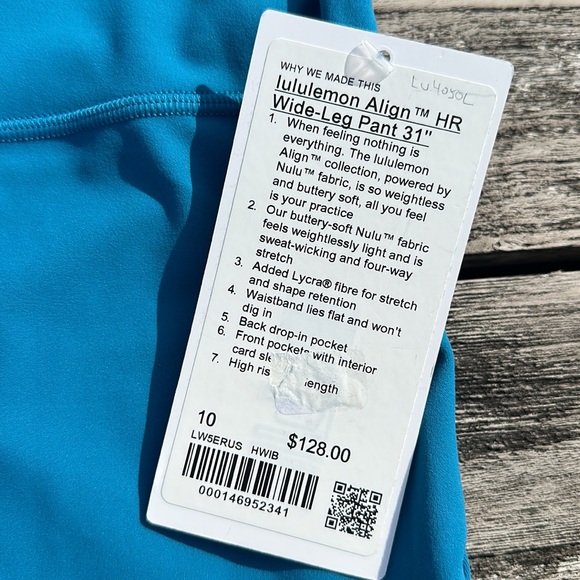 WHY WE MADE THIS
Lu4090L
lululemon Align™ HR
Wide-Leg Pant 31"
1. When feeling nothing is
everything. The lululemon
Align™ collection, powered by
Nulu™ fabric, is so weightless
and buttery soft, all you feel
is your practice
2. Our buttery-soft Nulu™ fabric
feels weightlessly light and is
sweat-wicking and four-way
stretch
3. Added Lycra® fibre for stretch
and shape retention
4. Waistband lies flat and won't
dig in
5. Back drop-in pocket
6. Front pockets with interior
card
7. High length
10 $128.00
LW5ERUS HWIB
000146952341